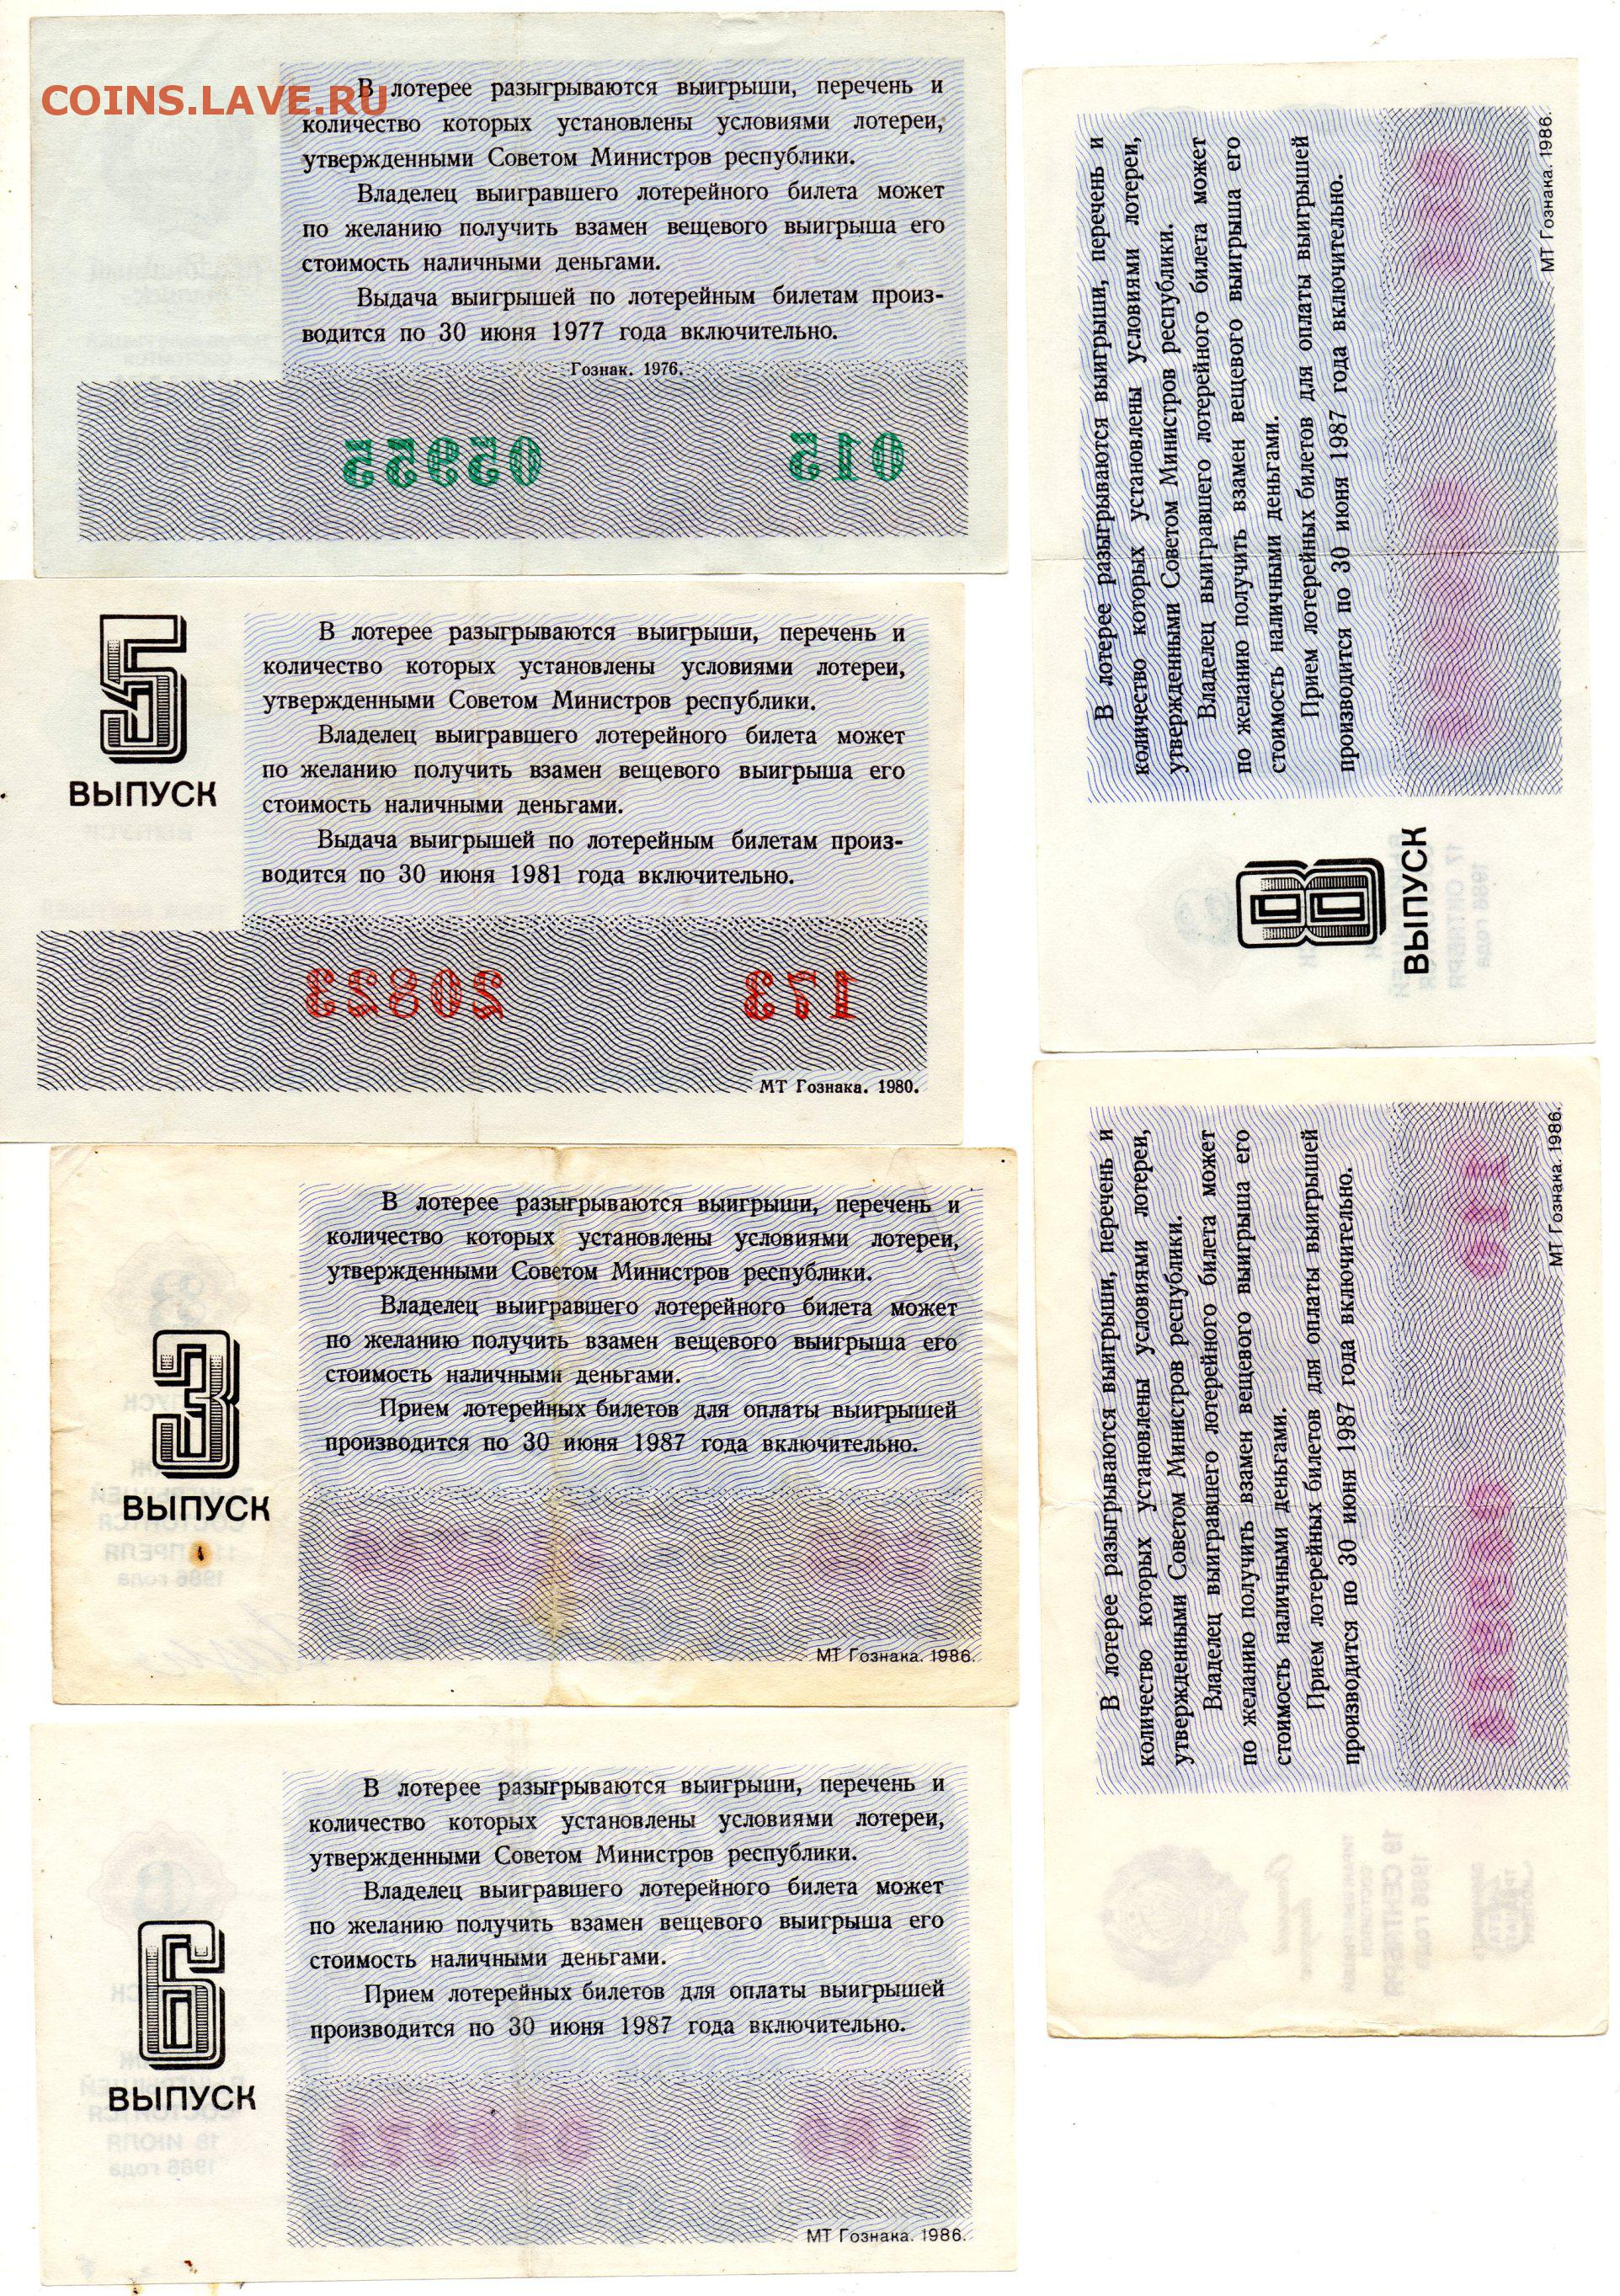 COINS.LAVE.RU
В лотерее разыгрываются выигрыши, перечень и
количество которых установлены условиями лотереи,
утвержденными Советом Министров республики.
Владелец выигравшего лотерейного билета может
по желанию получить взамен вещевого выигрыша его
стоимость наличными деньгами.
Выдача выигрышей по лотерейным билетам произ-
водится по 30 июня 1977 года включительно.
Гознак. 1976.
015 05955
5
ВЫПУСК
В лотерее разыгрываются выигрыши, перечень и
количество которых установлены условиями лотереи,
утвержденными Советом Министров республики.
Владелец выигравшего лотерейного билета может
по желанию получить взамен вещевого выигрыша его
стоимость наличными деньгами.
Выдача выигрышей по лотерейным билетам произ-
водится по 30 июня 1981 года включительно.
173 20823
МТ Гознака. 1980.
3
ВЫПУСК
В лотерее разыгрываются выигрыши, перечень и
количество которых установлены условиями лотереи,
утвержденными Советом Министров республики.
Владелец выигравшего лотерейного билета может
по желанию получить взамен вещевого выигрыша его
стоимость наличными деньгами.
Прием лотерейных билетов для оплаты выигрышей
производится по 30 июня 1987 года включительно.
МТ Гознака. 1986.
6
ВЫПУСК
В лотерее разыгрываются выигрыши, перечень и
количество которых установлены условиями лотереи,
утвержденными Советом Министров республики.
Владелец выигравшего лотерейного билета может
по желанию получить взамен вещевого выигрыша его
стоимость наличными деньгами.
Прием лотерейных билетов для оплаты выигрышей
производится по 30 июня 1987 года включительно.
МТ Гознака. 1986.
8
ВЫПУСК
В лотерее разыгрываются выигрыши, перечень и
количество которых установлены условиями лотереи,
утвержденными Советом Министров республики.
Владелец выигравшего лотерейного билета может
по желанию получить взамен вещевого выигрыша его
стоимость наличными деньгами.
Прием лотерейных билетов для оплаты выигрышей
производится по 30 июня 1987 года включительно.
МТ Гознака. 1986.
В лотерее разыгрываются выигрыши, перечень и
количество которых установлены условиями лотереи,
утвержденными Советом Министров республики.
Владелец выигравшего лотерейного билета может
по желанию получить взамен вещевого выигрыша его
стоимость наличными деньгами.
Прием лотерейных билетов для оплаты выигрышей
производится по 30 июня 1987 года включительно.
МТ Гознака. 1986.